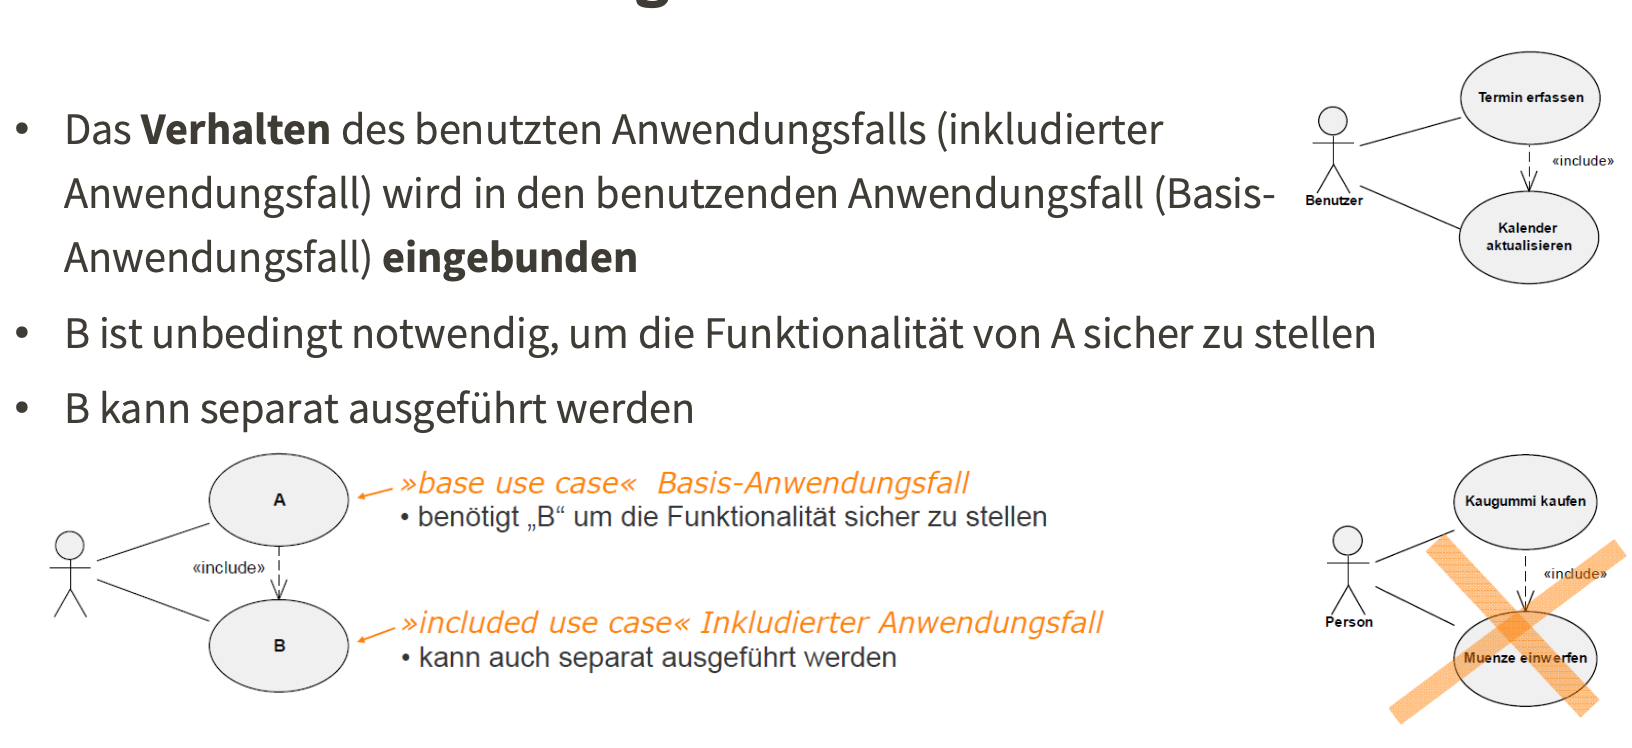 • Das Verhalten des benutzten Anwendungsfalls (inkludierter
Anwendungsfall) wird in den benutzenden Anwendungsfall (Basis-
Anwendungsfall) eingebunden
• B ist unbedingt notwendig, um die Funktionalität von A sicher zu stellen
• B kann separat ausgeführt werden
Termin erfassen
«include»
Benutzer
Kalender
aktualisieren
A
»base use case« Basis-Anwendungsfall
• benötigt „B“ um die Funktionalität sicher zu stellen
«include»
B
»included use case« Inkludierter Anwendungsfall
• kann auch separat ausgeführt werden
Kaugummi kaufen
«include»
Person
Muenze einwerfen